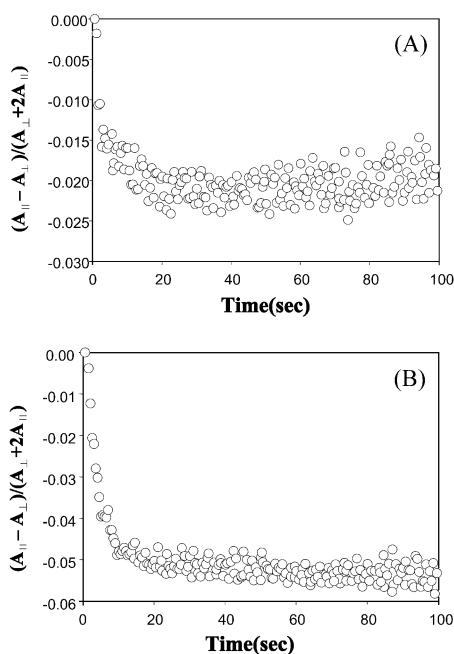 (A)
0.000
-0.005
-0.010
-0.015
-0.020
-0.025
-0.030
(A∥ − A⊥)/(A⊥+2A∥)
0 20 40 60 80 100
Time(sec)
(B)
0.00
-0.01
-0.02
-0.03
-0.04
-0.05
-0.06
(A∥ − A⊥)/(A⊥+2A∥)
0 20 40 60 80 100
Time(sec)